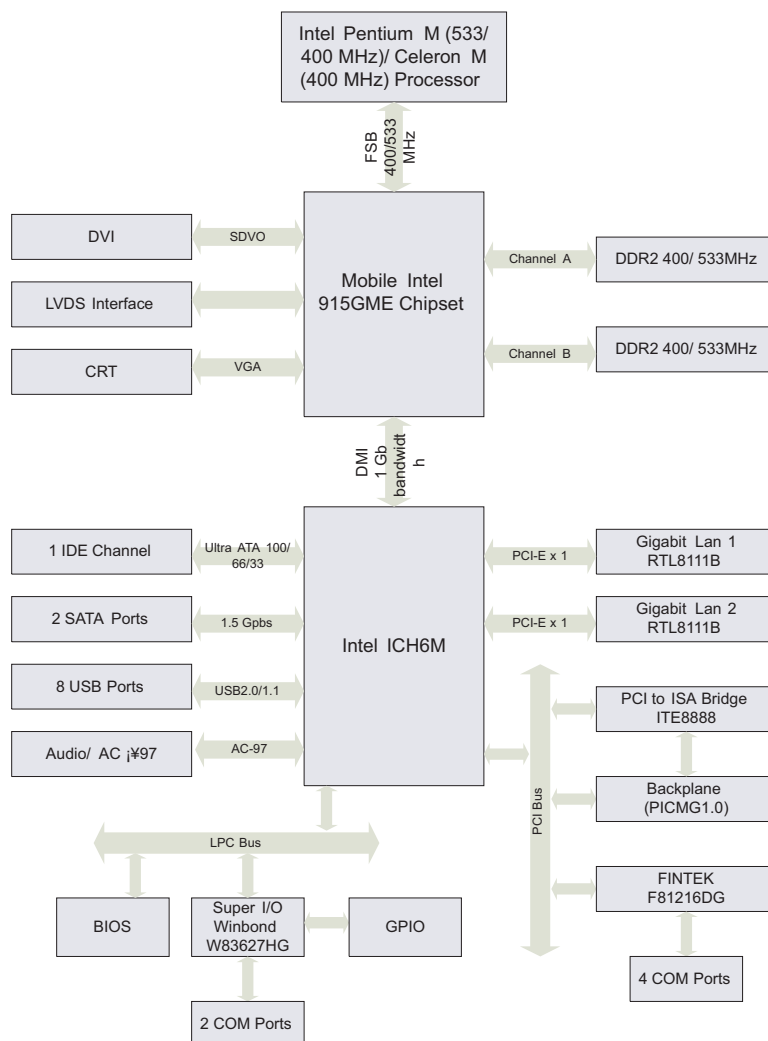 Intel Pentium M (533/
400 MHz)/ Celeron M
(400 MHz) Processor
FSB
400/533
MHz
DVI
SDVO
LVDS Interface
CRT
VGA
Mobile Intel
915GME Chipset
Channel A
DDR2 400/ 533MHz
Channel B
DDR2 400/ 533MHz
DMI
1 Gb
bandwidt
h
1 IDE Channel
Ultra ATA 100/
66/33
2 SATA Ports
1.5 Gpbs
8 USB Ports
USB2.0/1.1
Audio/ AC ¡¥97
AC-97
Intel ICH6M
PCI-E x 1
Gigabit Lan 1
RTL8111B
PCI-E x 1
Gigabit Lan 2
RTL8111B
PCI Bus
PCI to ISA Bridge
ITE8888
Backplane
(PICMG1.0)
FINTEK
F81216DG
4 COM Ports
LPC Bus
BIOS
Super I/O
Winbond
W83627HG
GPIO
2 COM Ports